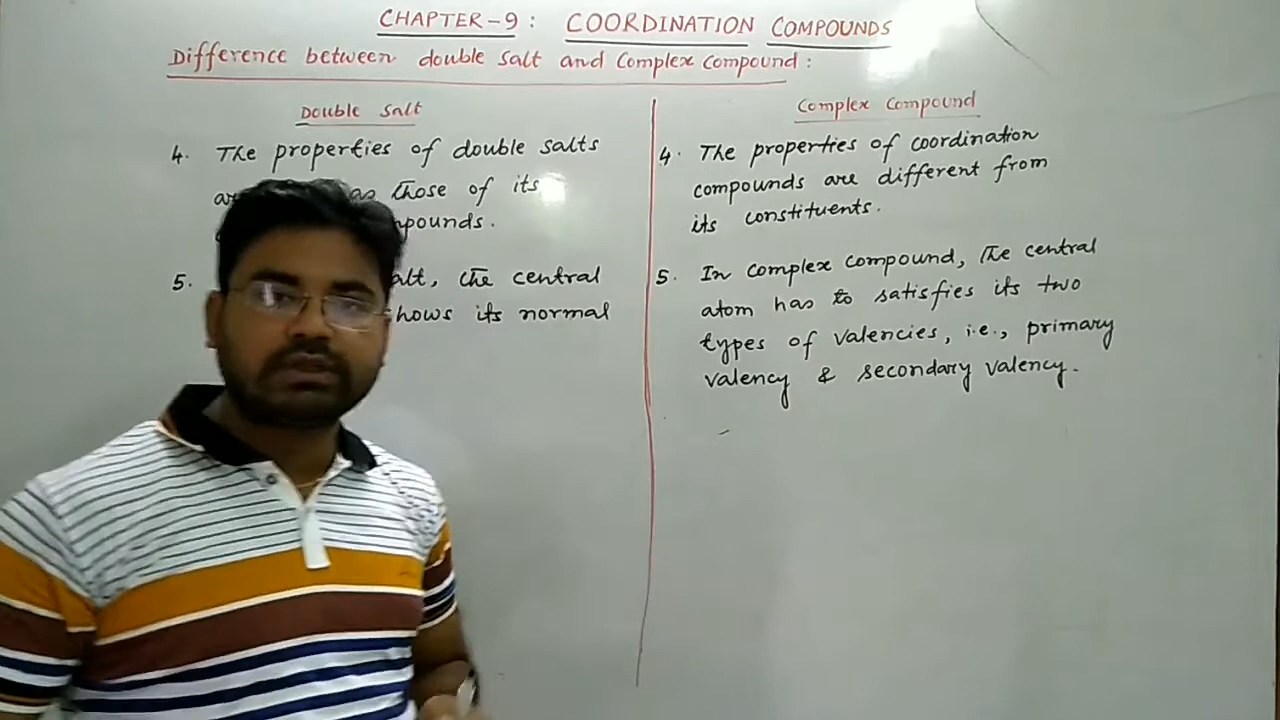 CHAPTER-9: COORDINATION COMPOUNDS
Difference between double salt and Complex Compound:
Double Salt
4. The properties of double salts
those of its
5. the central
its normal
Complex Compound
4. The properties of coordination
compounds are different from
its constituents.
5. In complex compound, the central
atom has to satisfies its two
types of valencies, i.e., primary
valency & secondary valency.